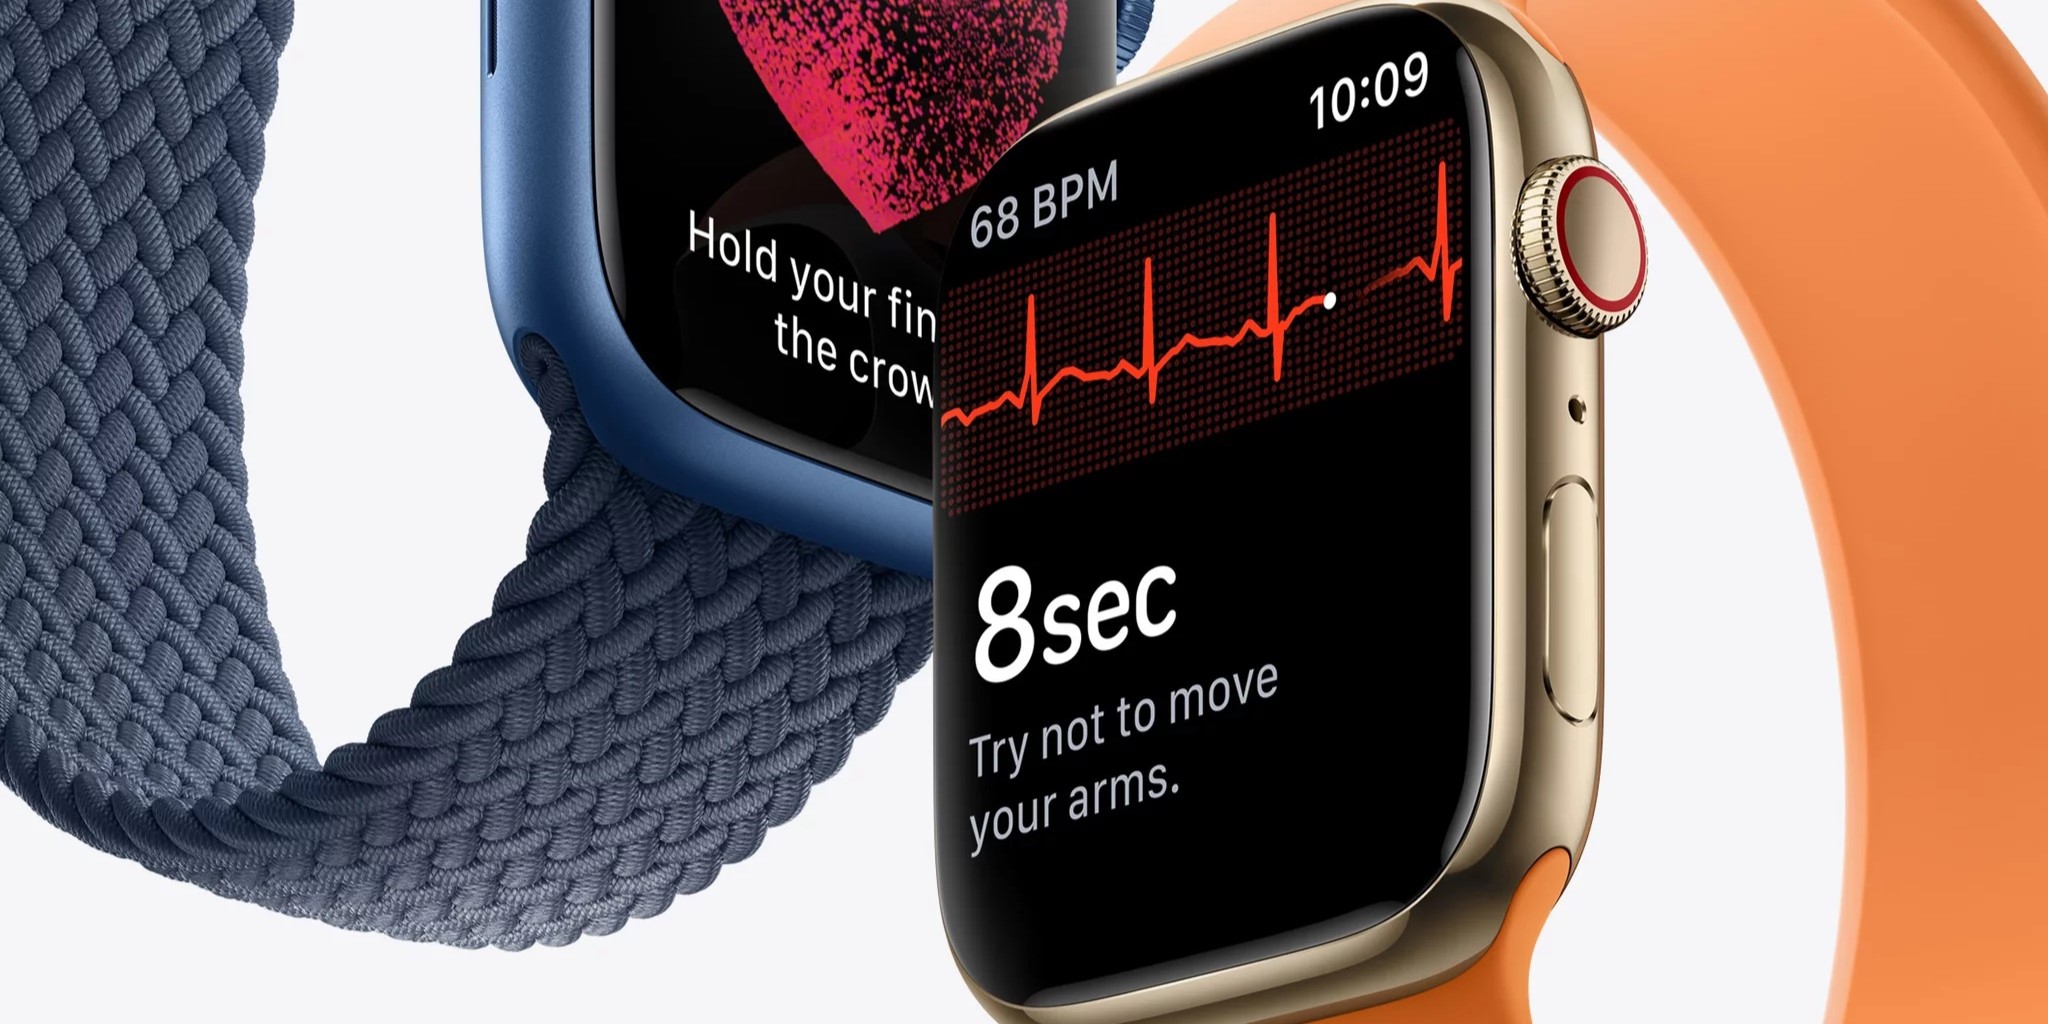 Hold your fin
the crow
10:09
68 BPM
8sec
Try not to move
your arms.